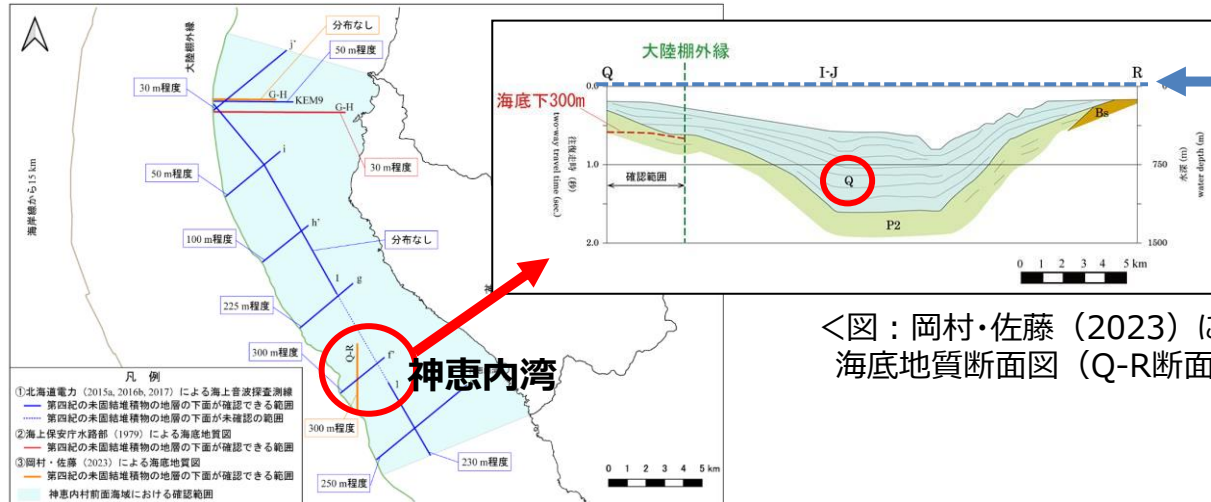 分布なし
50 m程度
j'
30 m程度
G-H
KEM9
G-H
海岸線から15 km
i
50 m程度
30 m程度
h'
100 m程度
分布なし
I
g
225 m程度
300 m程度
Q-R
f'
神恵内湾
I
300 m程度
230 m程度
250 m程度
0 1 2 3 4 5 km
凡 例
①北海道電力(2015a, 2016b, 2017)による海上音波探査測線
第四紀の未固結堆積物の地層の下面が確認できる範囲
第四紀の未固結堆積物の地層の下面が未確認の範囲
②海上保安庁水路部(1979)による海底地質図
第四紀の未固結堆積物の地層の下面が確認できる範囲
③岡村・佐藤(2023)による海底地質図
第四紀の未固結堆積物の地層の下面が確認できる範囲
神恵内村前面海域における確認範囲
大陸棚外縁
大陸棚外縁
Q
I-J
R
0.0
0
海底下300m
Bs
往復走時(秒)
two-way travel time (sec.)
1.0
750
確認範囲
Q
水深(m)
water depth (m)
P2
2.0
1500
0 1 2 3 4 5 km
<図:岡村・佐藤(2023)に
海底地質断面図(Q-R断面